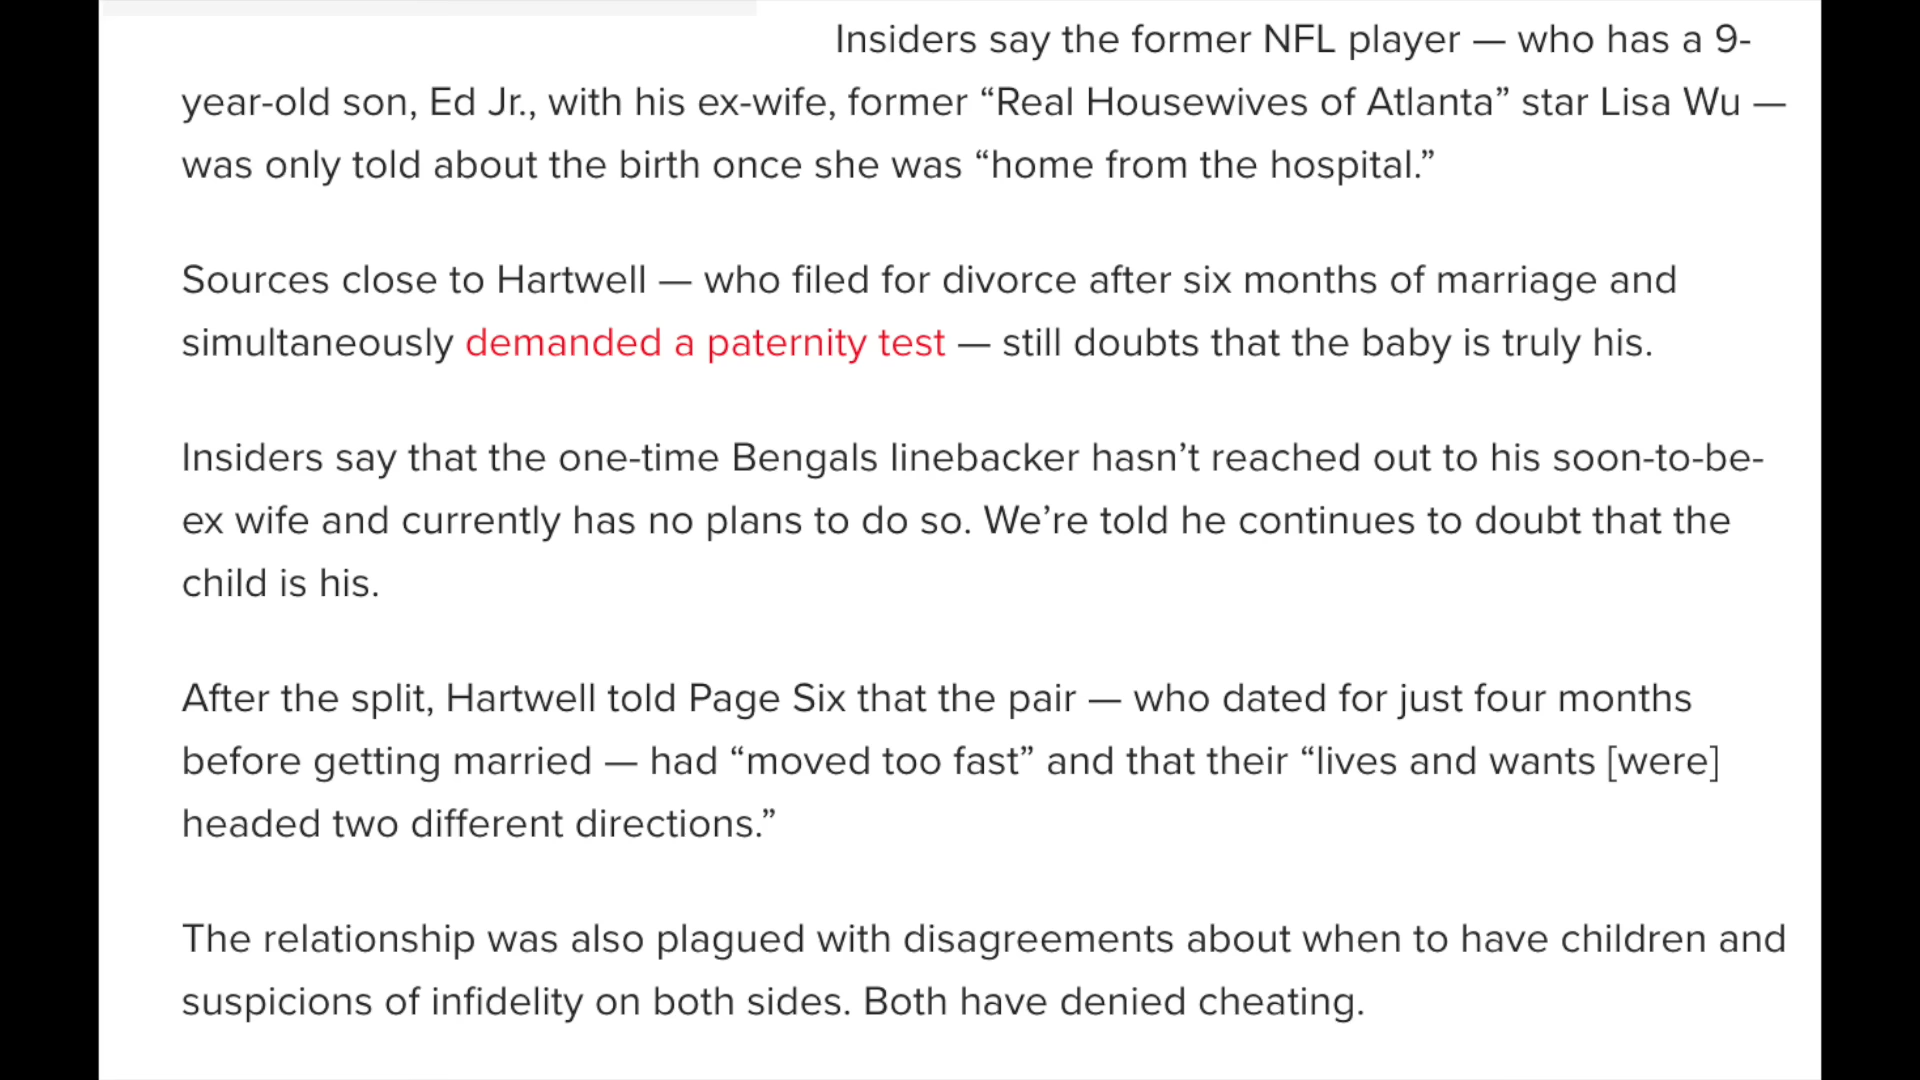 Insiders say the former NFL player — who has a 9-
year-old son, Ed Jr., with his ex-wife, former “Real Housewives of Atlanta” star Lisa Wu —
was only told about the birth once she was “home from the hospital.”
Sources close to Hartwell — who filed for divorce after six months of marriage and
simultaneously demanded a paternity test — still doubts that the baby is truly his.
Insiders say that the one-time Bengals linebacker hasn’t reached out to his soon-to-be-
ex wife and currently has no plans to do so. We’re told he continues to doubt that the
child is his.
After the split, Hartwell told Page Six that the pair — who dated for just four months
before getting married — had “moved too fast” and that their “lives and wants [were]
headed two different directions.”
The relationship was also plagued with disagreements about when to have children and
suspicions of infidelity on both sides. Both have denied cheating.